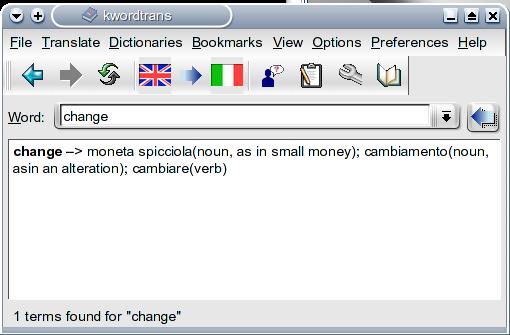 kwordtrans
File Translate Dictionaries Bookmarks View Options Preferences Help
Word: change
change –> moneta spicciola(noun, as in small money); cambiamento(noun,
asin an alteration); cambiare(verb)
1 terms found for "change"